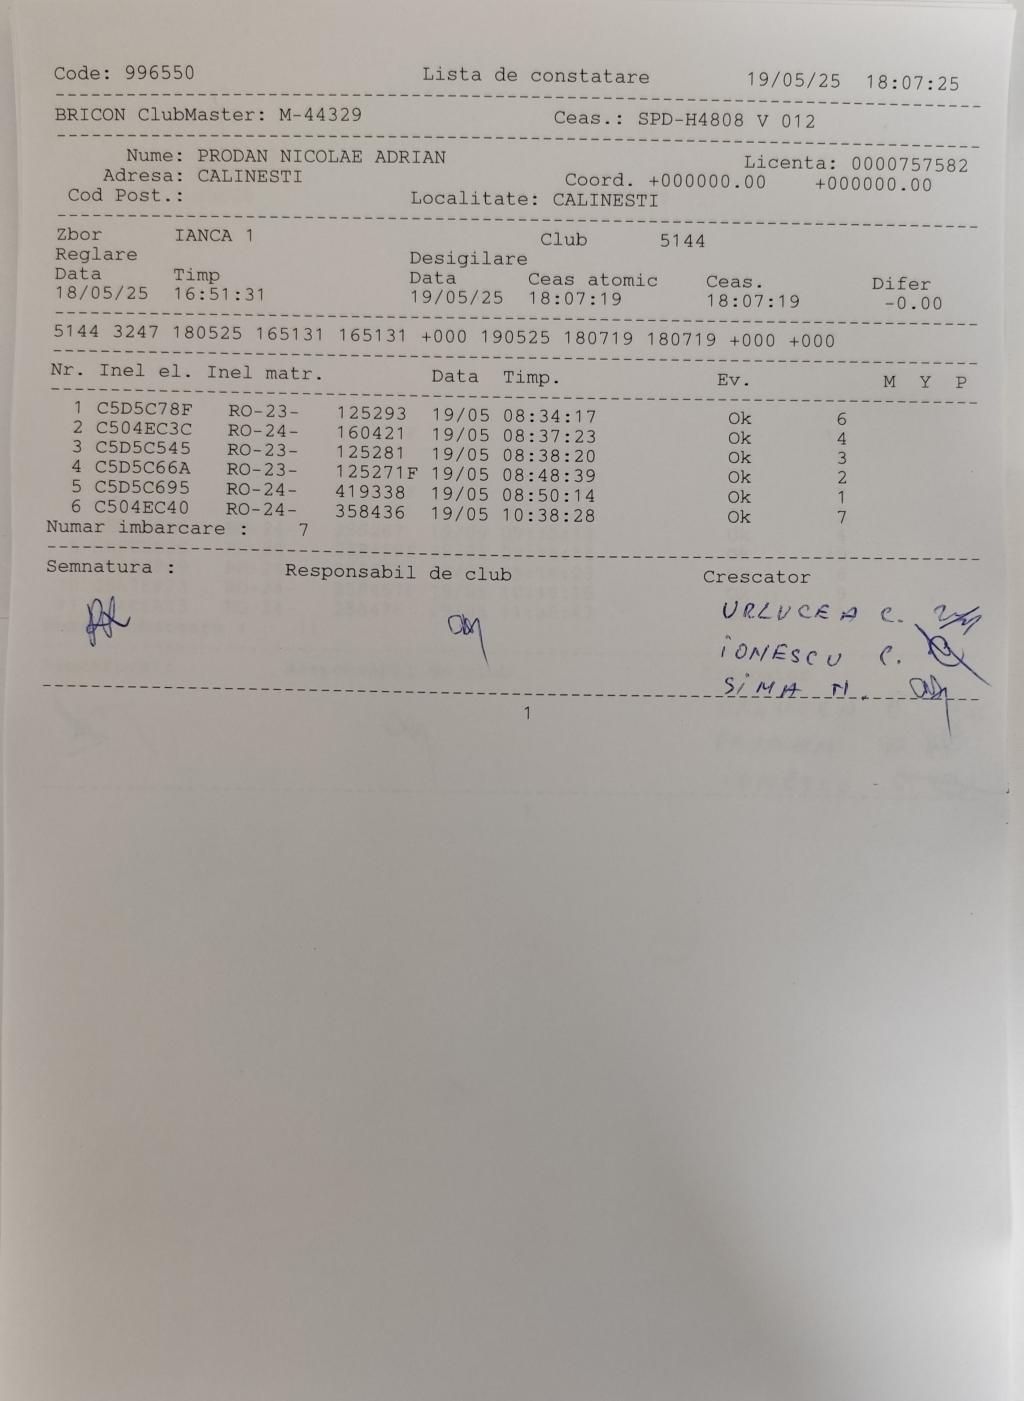 Code: 996550 Lista de constatare 19/05/25 18:07:25
BRICON ClubMaster: M-44329 Ceas.: SPD-H4808 V 012
Nume: PRODAN NICOLAE ADRIAN Licenta: 0000757582
Adresa: CALINESTI Coord. +000000.00 +000000.00
Cod Post.: Localitate: CALINESTI
Zbor IANCA 1 Club 5144
Reglare Desigilare
Data Timp Data Ceas atomic Ceas. Difer
18/05/25 16:51:31 19/05/25 18:07:19 18:07:19 -0.00
5144 3247 180525 165131 165131 +000 190525 180719 180719 +000 +000
Nr. Inel el. Inel matr. Data Timp. Ev. M Y P
1 C5D5C78F RO-23- 125293 19/05 08:34:17 Ok 6
2 C504EC3C RO-24- 160421 19/05 08:37:23 Ok 4
3 C5D5C545 RO-23- 125281 19/05 08:38:20 Ok 3
4 C5D5C66A RO-23- 125271F 19/05 08:48:39 Ok 2
5 C5D5C695 RO-24- 419338 19/05 08:50:14 Ok 1
6 C504EC40 RO-24- 358436 19/05 10:38:28 Ok 7
Numar imbarcare : 7
Semnatura : Responsabil de club Crescator
URLUCEA C.
IONESCU C.
SIMA N.
1